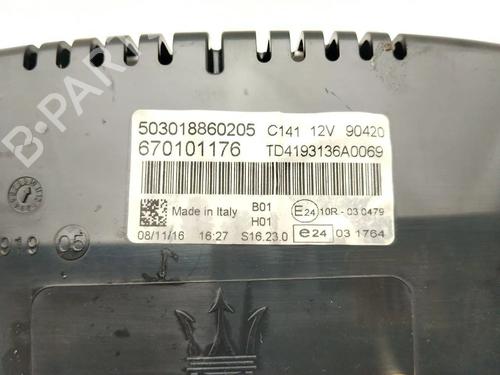 B-PARTS
503018860205 C141 12V 90420
670101176 TD4193136A0069
Made in Italy B01 E24 10R - 03 0479
H01
08/11/16 16:27 S16.23.0 e24 03 1764
919 05